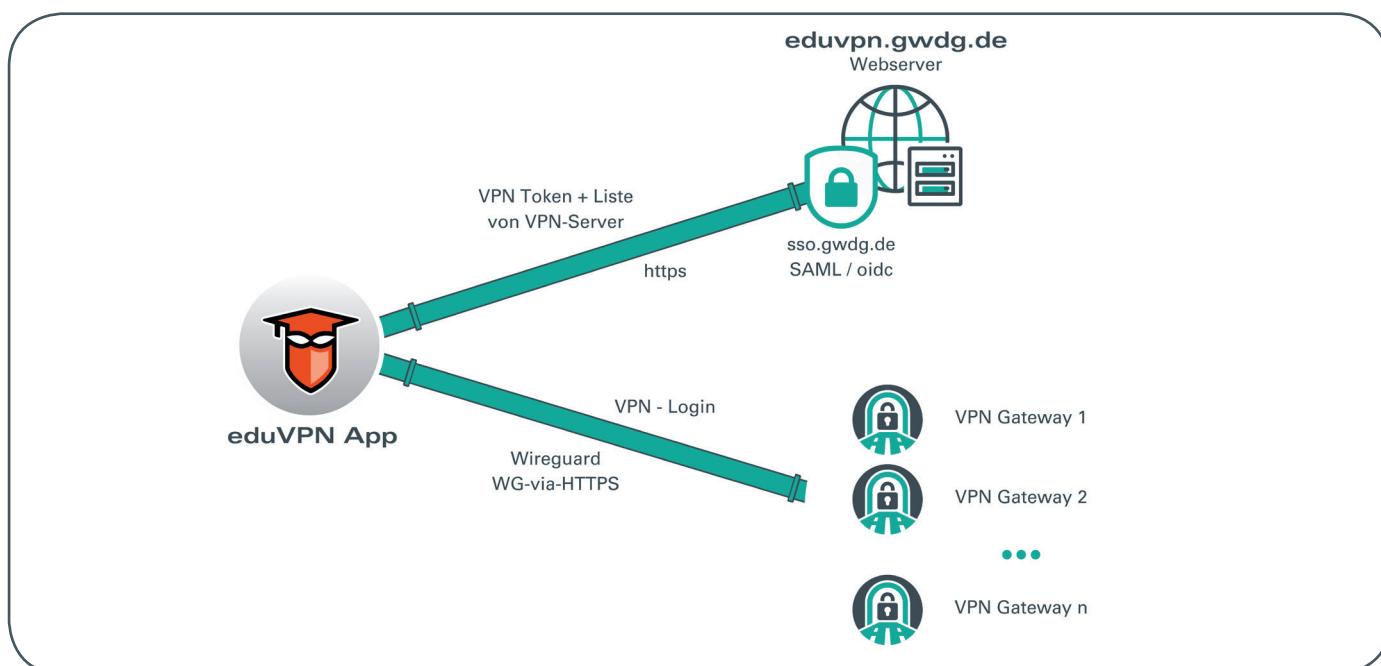 eduvpn.gwdg.de
Webserver
VPN Token + Liste
von VPN-Server
https
sso.gwdg.de
SAML / oidc
eduVPN App
VPN - Login
Wireguard
WG-via-HTTPS
VPN Gateway 1
VPN Gateway 2
VPN Gateway n